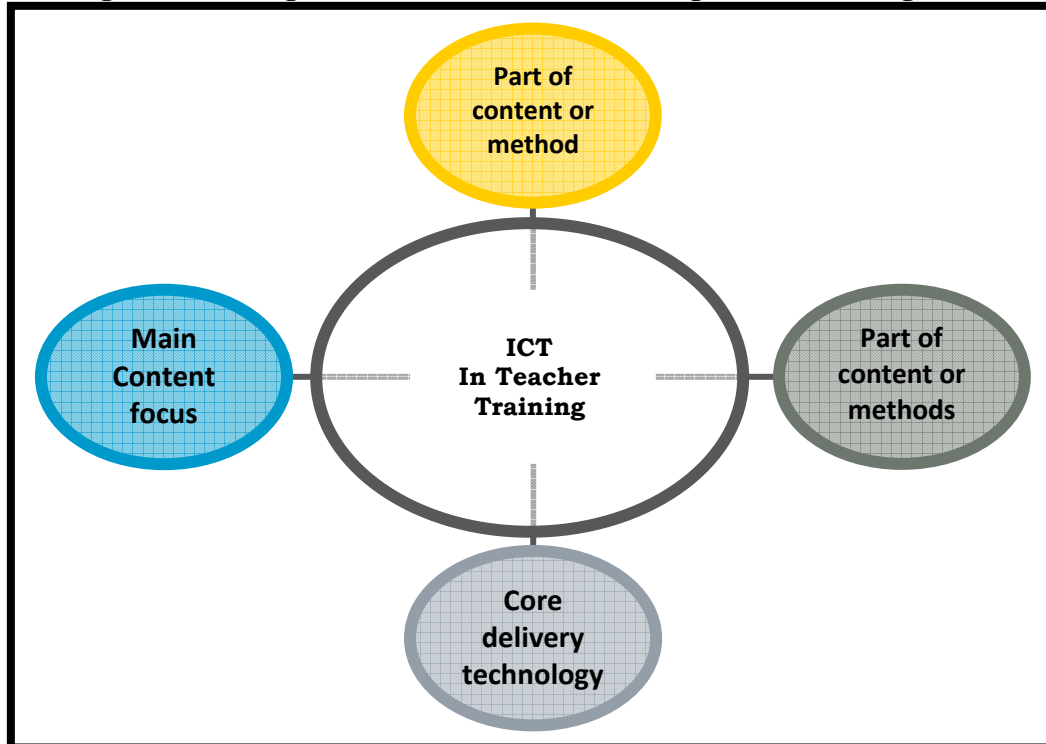 Part of
content or
method
Main
Content
focus
ICT
In Teacher
Training
Part of
content or
methods
Core
delivery
technology